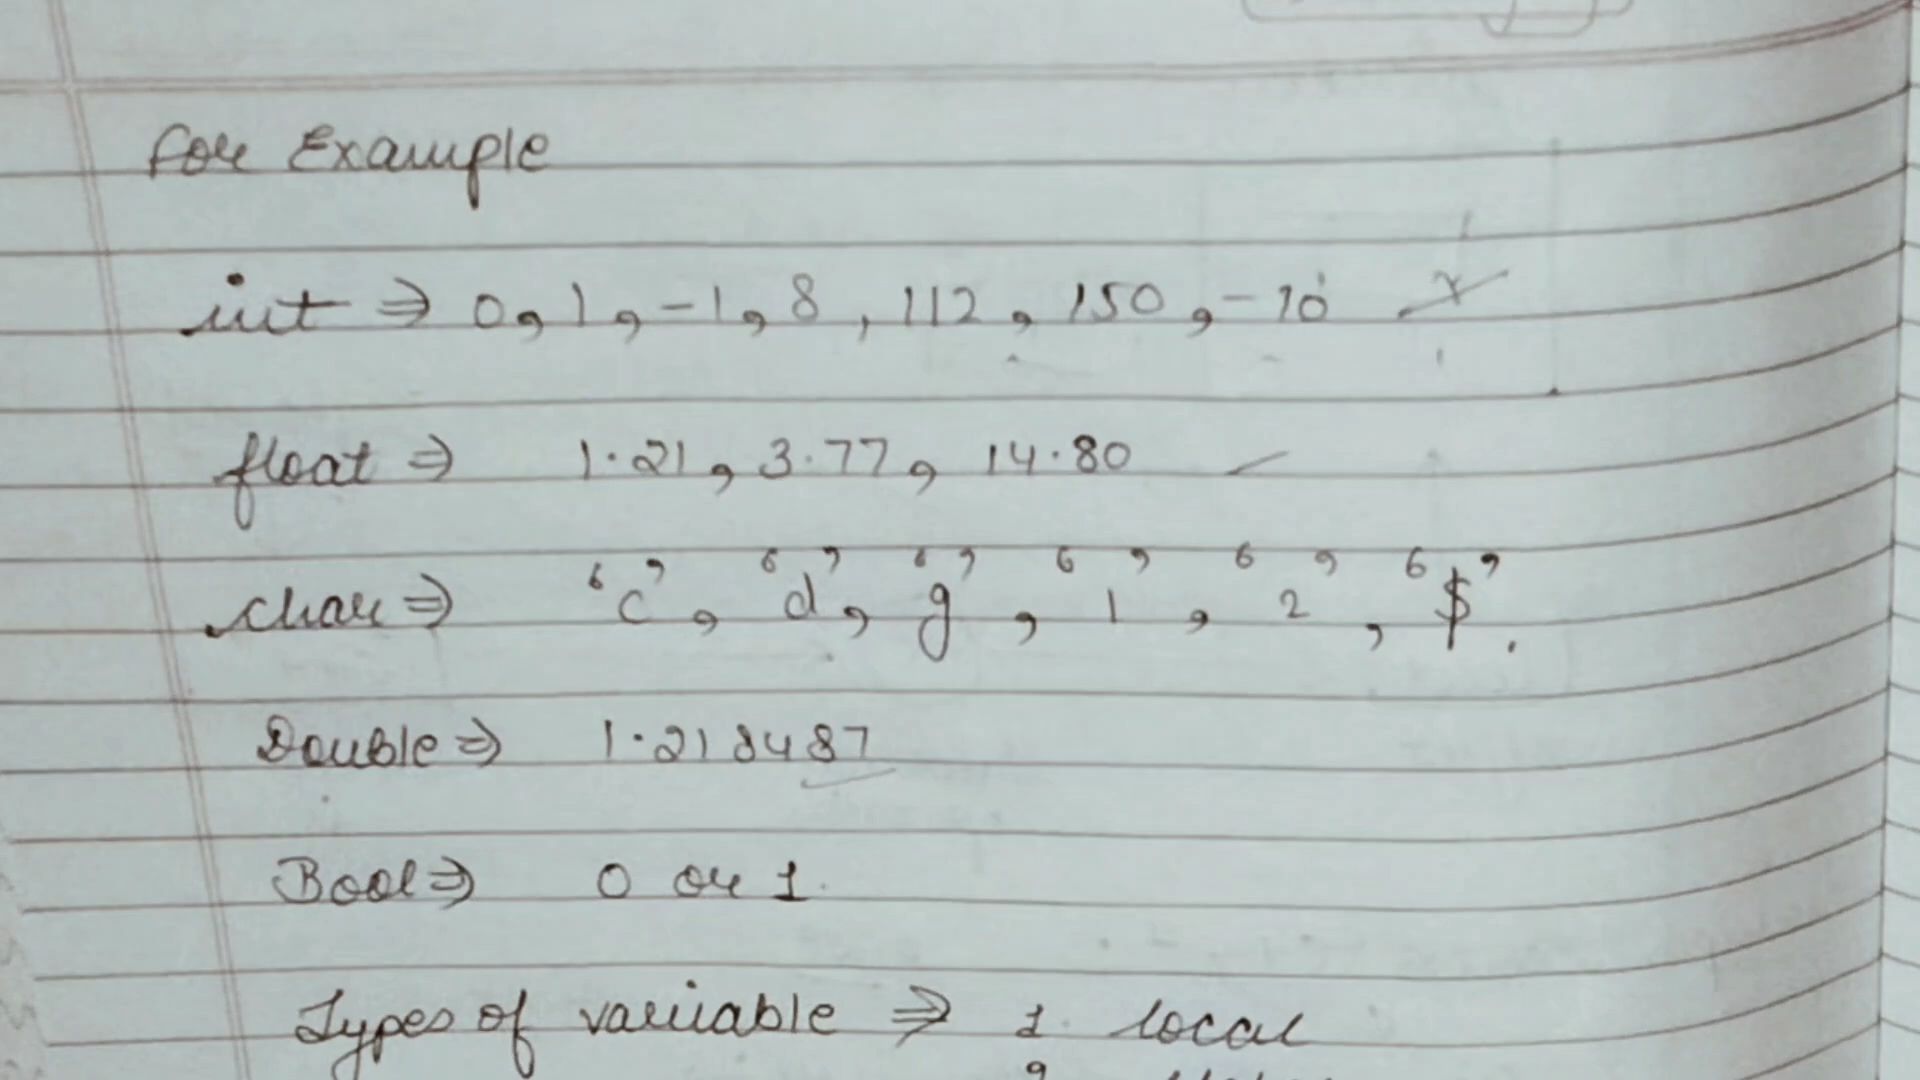 For Example
int ⇒ 0, 1, -1, 8, 112, 150, -10
float ⇒ 1.21, 3.77, 14.80
char ⇒ 'c', 'd', 'g', '1', '2', '$'.
Double ⇒ 1.218487
Bool ⇒ 0 or 1.
Types of variable ⇒ 1. local
2